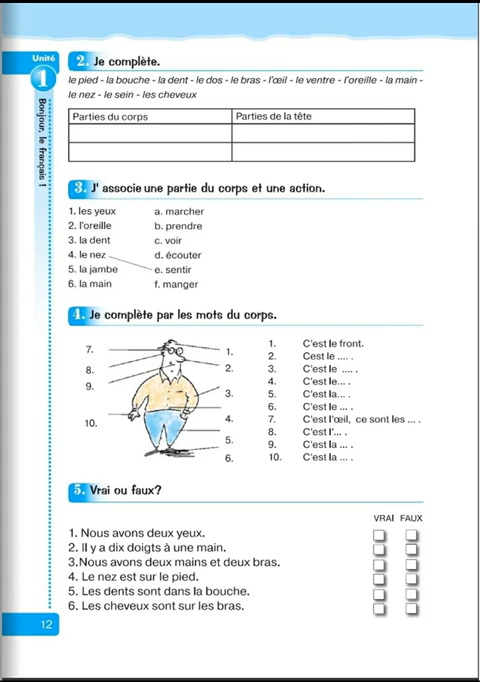 Unité
1
Bonjour, le français !
2. Je complète.
le pied - la bouche - la dent - le dos - le bras - l'œil - le ventre - l'oreille - la main -
le nez - le sein - les cheveux
Parties du corps Parties de la tête
3. J' associe une partie du corps et une action.
1. les yeux a. marcher
2. l'oreille b. prendre
3. la dent c. voir
4. le nez d. écouter
5. la jambe e. sentir
6. la main f. manger
4. Je complète par les mots du corps.
7.
8.
9.
10.
1.
2.
3.
4.
5.
6.
1. C'est le front.
2. Cest le .... .
3. C'est le .... .
4. C'est le... .
5. C'est la... .
6. C'est le ... .
7. C'est l'œil, ce sont les ... .
8. C'est l'... .
9. C'est la ... .
10. C'est la ... .
5. Vrai ou faux?
VRAI FAUX
1. Nous avons deux yeux.
2. Il y a dix doigts à une main.
3.Nous avons deux mains et deux bras.
4. Le nez est sur le pied.
5. Les dents sont dans la bouche.
6. Les cheveux sont sur les bras.
12